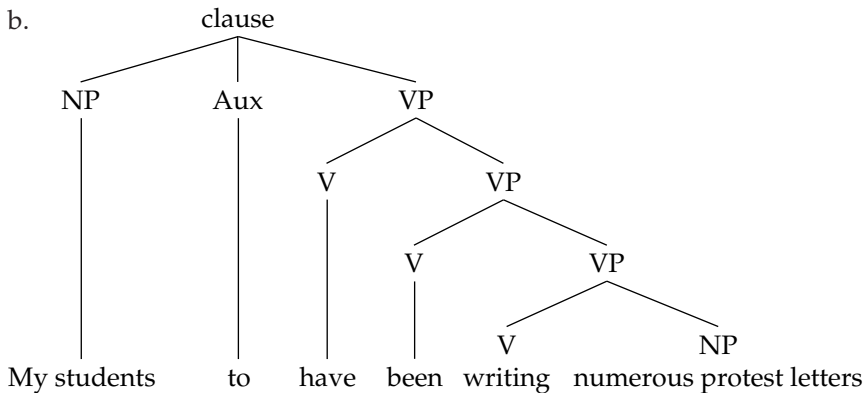 b. clause
NP Aux VP
V VP
V VP
V NP
My students to have been writing numerous protest letters